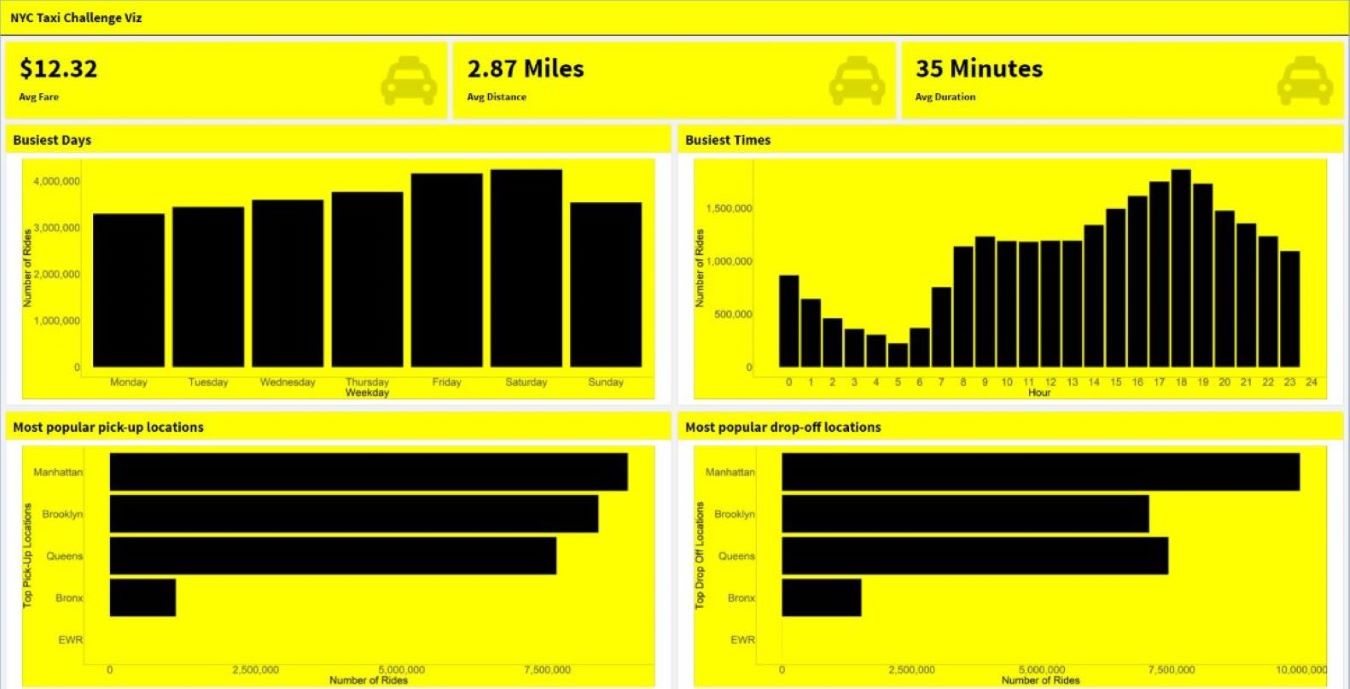 NYC Taxi Challenge Viz
$12.32
Avg Fare
2.87 Miles
Avg Distance
35 Minutes
Avg Duration
Busiest Days
Number of Rides
4,000,000
3,000,000
2,000,000
1,000,000
0
Monday Tuesday Wednesday Thursday Friday Saturday Sunday
Weekday
Busiest Times
Number of Rides
1,500,000
1,000,000
500,000
0
0 1 2 3 4 5 6 7 8 9 10 11 12 13 14 15 16 17 18 19 20 21 22 23 24
Hour
Most popular pick-up locations
Top Pick-Up Locations
Manhattan
Brooklyn
Queens
Bronx
EWR
0 2,500,000 5,000,000 7,500,000
Number of Rides
Most popular drop-off locations
Top Drop Off Locations
Manhattan
Brooklyn
Queens
Bronx
EWR
0 2,500,000 5,000,000 7,500,000 10,000,000
Number of Rides